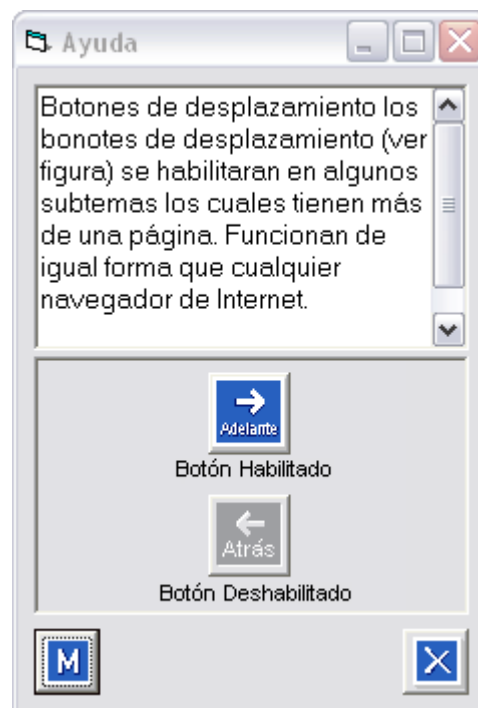 Ayuda
Botones de desplazamiento los
bonotes de desplazamiento (ver
figura) se habilitaran en algunos
subtemas los cuales tienen más
de una página. Funcionan de
igual forma que cualquier
navegador de Internet.
Adelante
Botón Habilitado
Atrás
Botón Deshabilitado
M